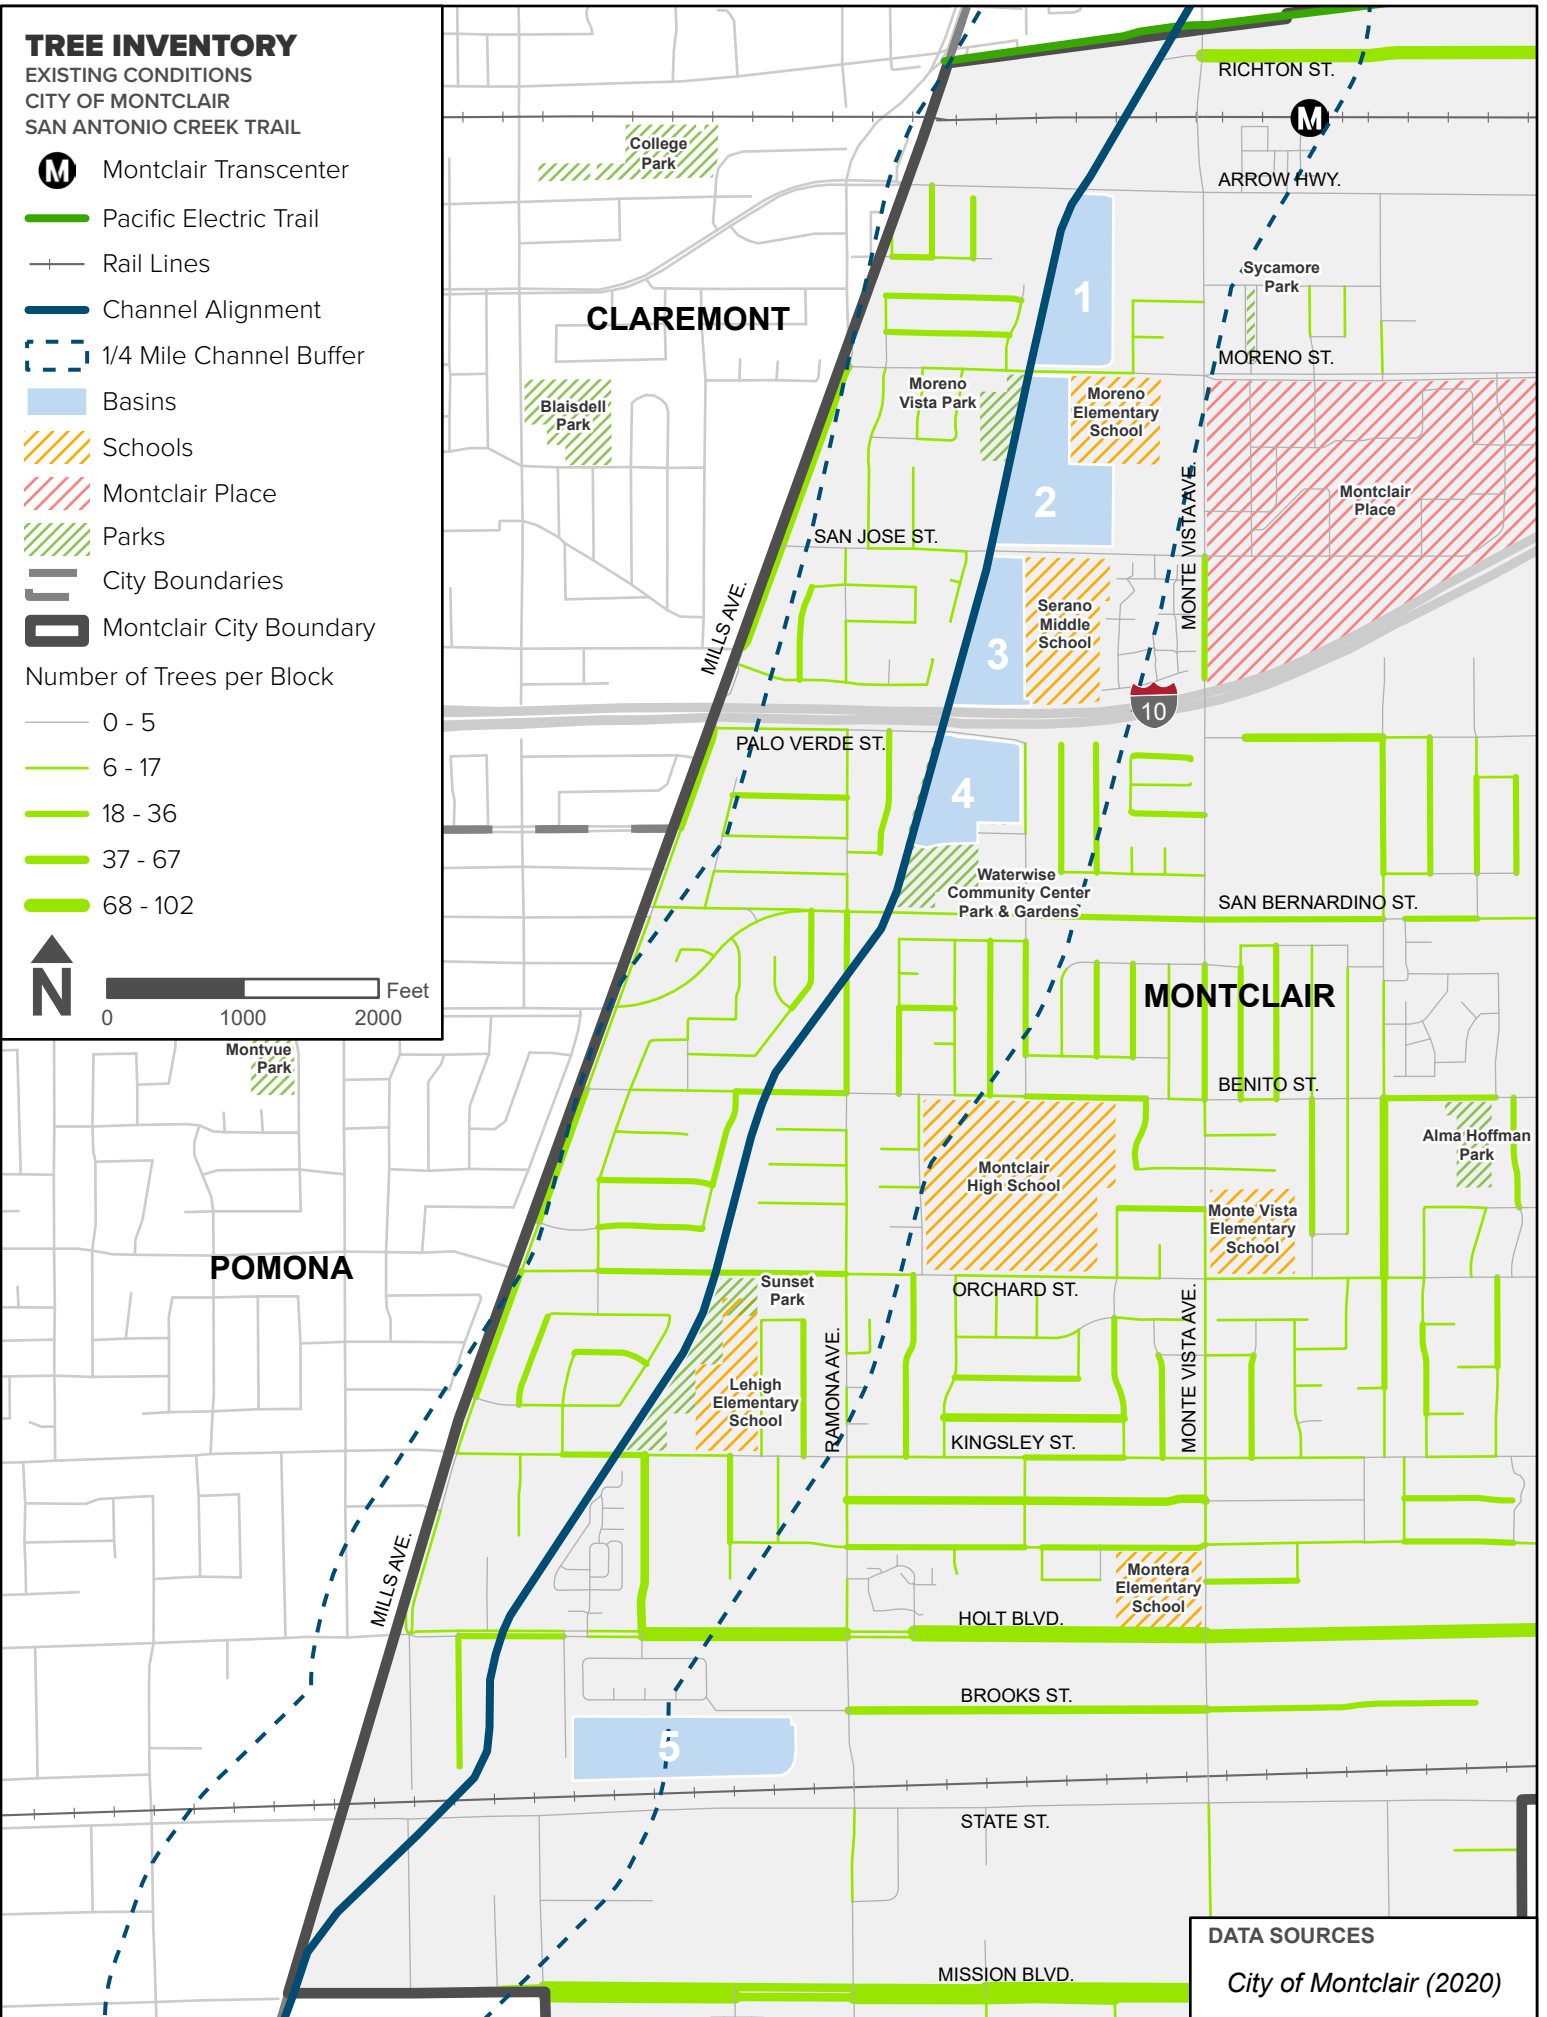 TREE INVENTORY
EXISTING CONDITIONS
CITY OF MONTCLAIR
SAN ANTONIO CREEK TRAIL
M Montclair Transcenter
Pacific Electric Trail
Rail Lines
Channel Alignment
1/4 Mile Channel Buffer
Basins
Schools
Montclair Place
Parks
City Boundaries
Montclair City Boundary
Number of Trees per Block
0 - 5
6 - 17
18 - 36
37 - 67
68 - 102
N
Feet
0 1000 2000
RICHTON ST.
M
College
Park
ARROW HWY.
Sycamore
Park
CLAREMONT
1
MORENO ST.
Moreno
Vista Park
Moreno
Elementary
School
Blaisdell
Park
Montclair
Place
2
MONTE VISTA AVE.
SAN JOSE ST.
MILLS AVE.
Serano
Middle
School
3
10
PALO VERDE ST.
4
Waterwise
Community Center
Park & Gardens
SAN BERNARDINO ST.
MONTCLAIR
Montvue
Park
BENITO ST.
Alma Hoffman
Park
Montclair
High School
Monte Vista
Elementary
School
POMONA
Sunset
Park
ORCHARD ST.
RAMONA AVE.
MONTE VISTA AVE.
Lehigh
Elementary
School
KINGSLEY ST.
MILLS AVE.
Montera
Elementary
School
HOLT BLVD.
BROOKS ST.
5
STATE ST.
MISSION BLVD.
DATA SOURCES
City of Montclair (2020)